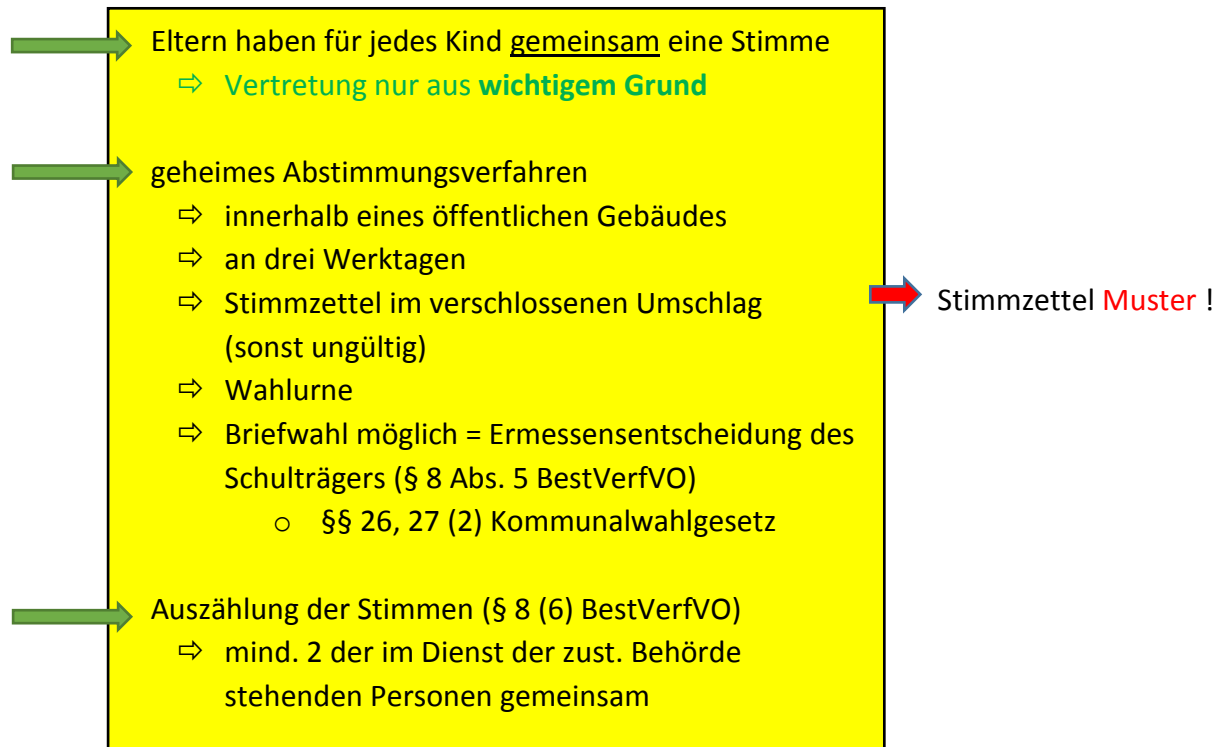 Eltern haben für jedes Kind gemeinsam eine Stimme
⇨ Vertretung nur aus wichtigem Grund
geheimes Abstimmungsverfahren
⇨ innerhalb eines öffentlichen Gebäudes
⇨ an drei Werktagen
⇨ Stimmzettel im verschlossenen Umschlag
(sonst ungültig)
Stimmzettel Muster !
⇨ Wahlurne
⇨ Briefwahl möglich = Ermessensentscheidung des
Schulträgers (§ 8 Abs. 5 BestVerfVO)
o §§ 26, 27 (2) Kommunalwahlgesetz
Auszählung der Stimmen (§ 8 (6) BestVerfVO)
⇨ mind. 2 der im Dienst der zust. Behörde
stehenden Personen gemeinsam